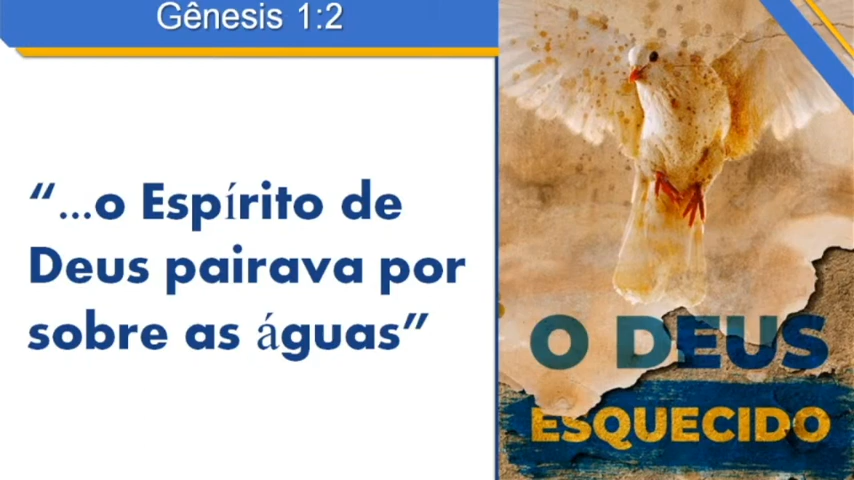 Gênesis 1:2
“...o Espírito de
Deus pairava por
sobre as águas”
O DEUS
ESQUECIDO